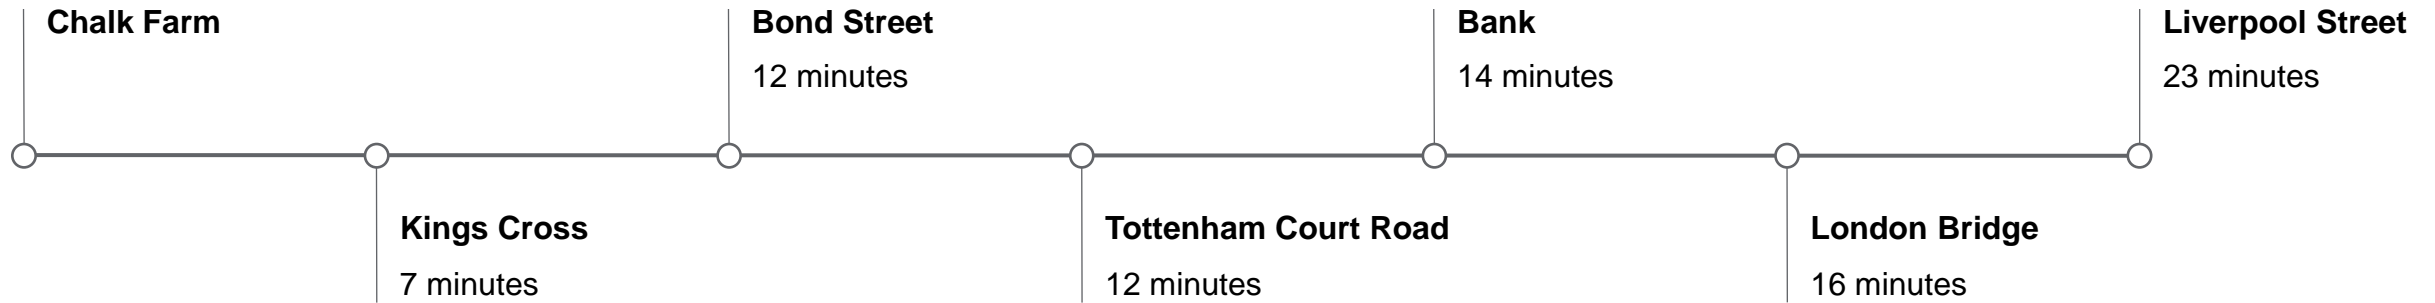 Chalk Farm
Kings Cross
7 minutes
Bond Street
12 minutes
Tottenham Court Road
12 minutes
Bank
14 minutes
London Bridge
16 minutes
Liverpool Street
23 minutes